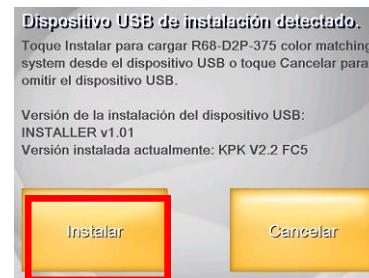 Dispositivo USB de instalación detectado.
Toque Instalar para cargar R68-D2P-375 color matching
system desde el dispositivo USB o toque Cancelar para
omitir el dispositivo USB.
Versión de la instalación del dispositivo USB:
INSTALLER v1.01
Versión instalada actualmente: KPK V2.2 FC5
Instalar
Cancelar